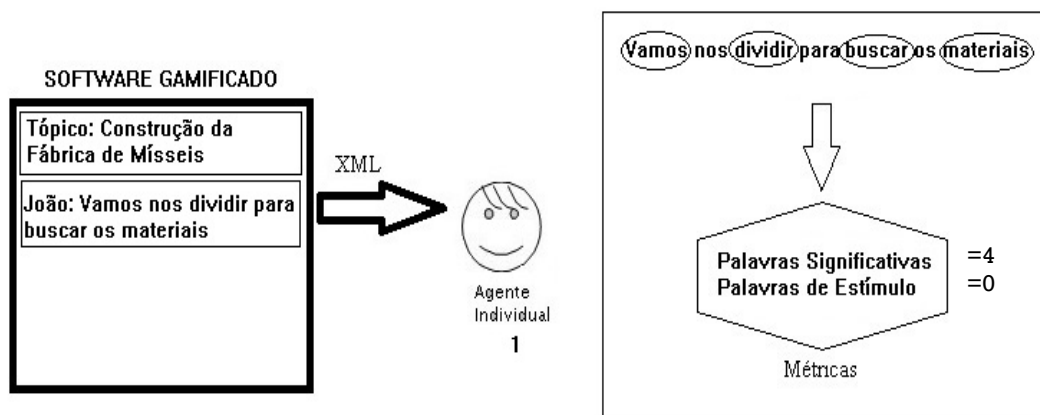 SOFTWARE GAMIFICADO
Tópico: Construção da
Fábrica de Mísseis
João: Vamos nos dividir para
buscar os materiais
XML
Agente
Individual
1
Vamos nos dividir para buscar os materiais
Palavras Significativas =4
Palavras de Estímulo =0
Métricas